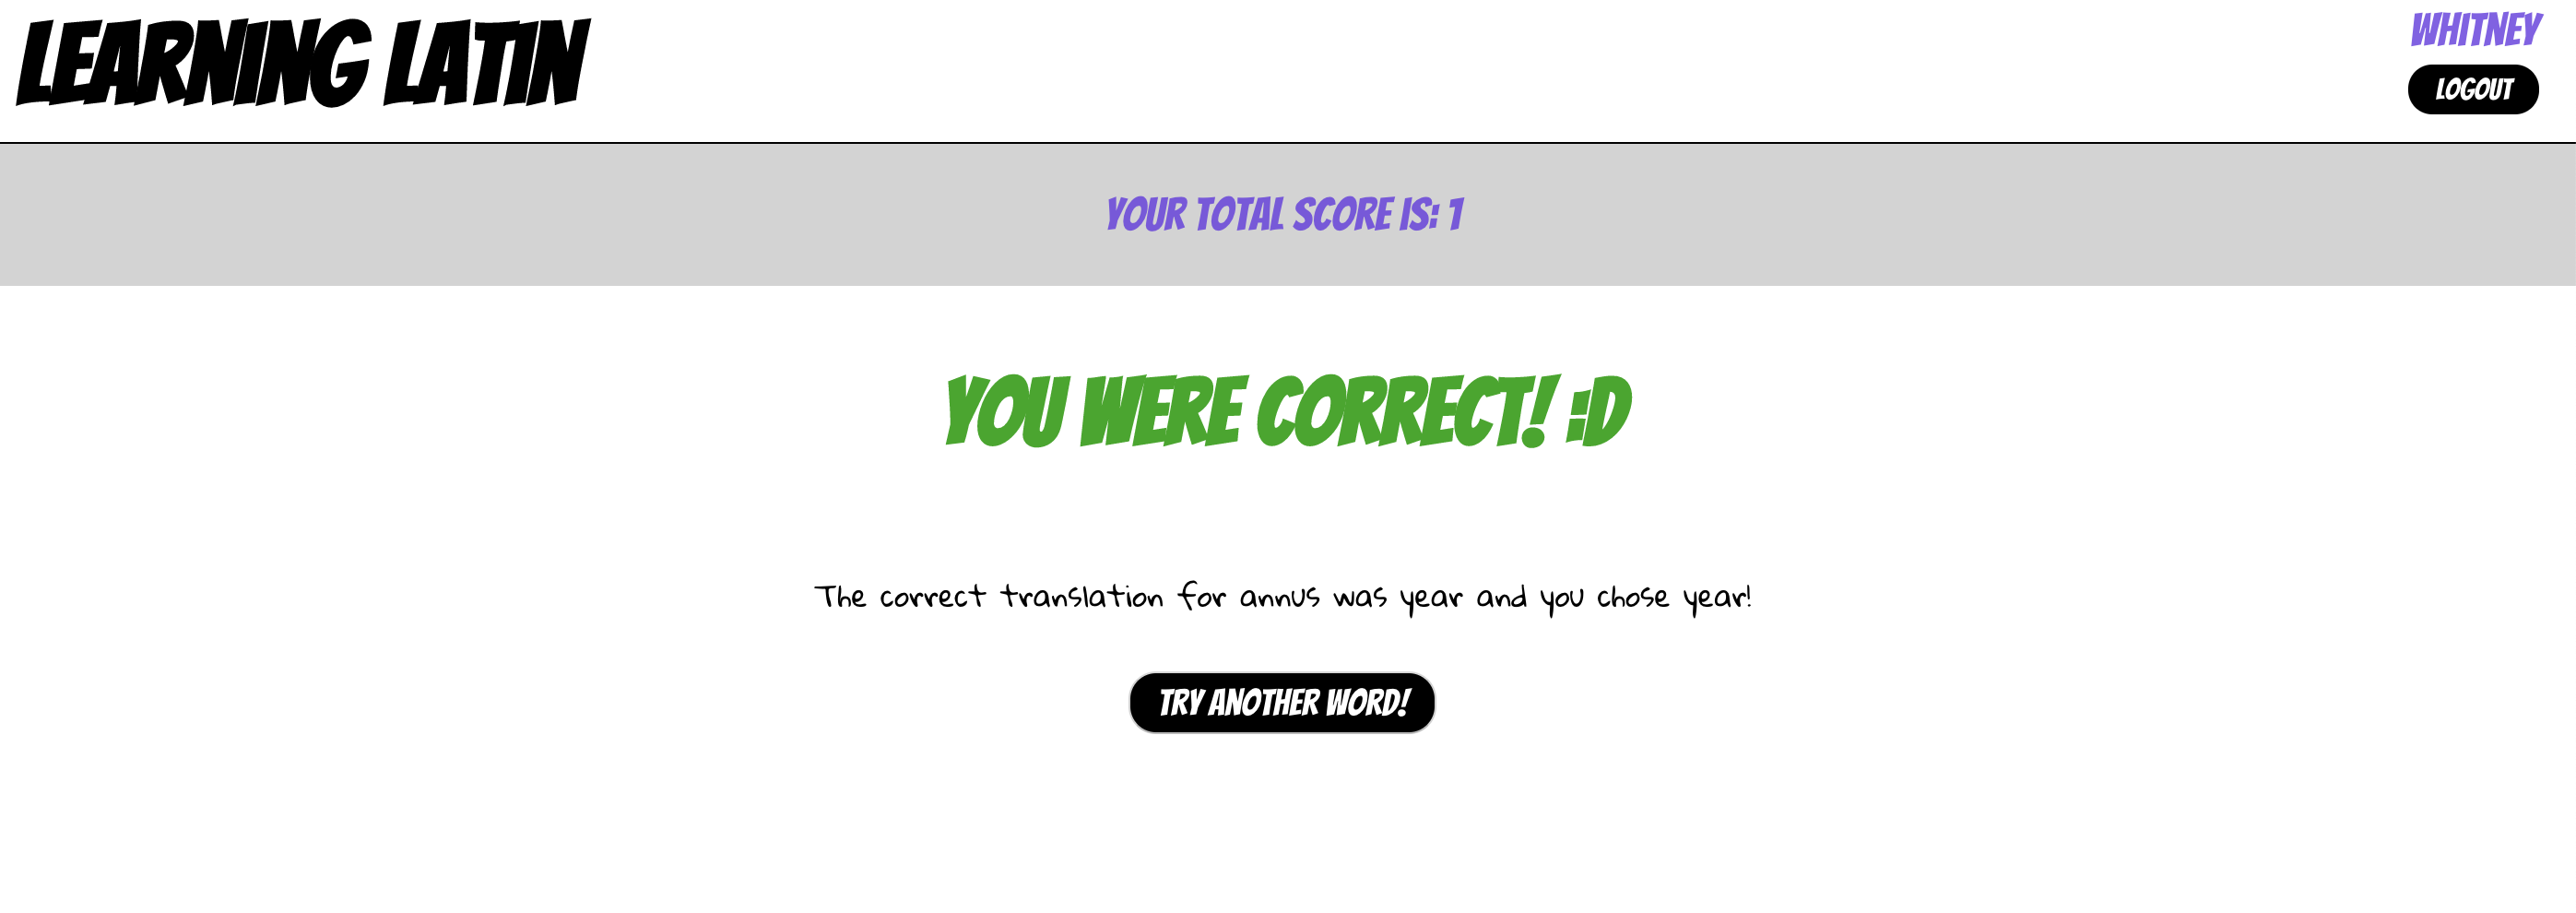 LEARNING LATIN
WHITNEY
LOGOUT
YOUR TOTAL SCORE IS: 1
YOU WERE CORRECT! :D
The correct translation for annus was year and you chose year!
TRY ANOTHER WORD!